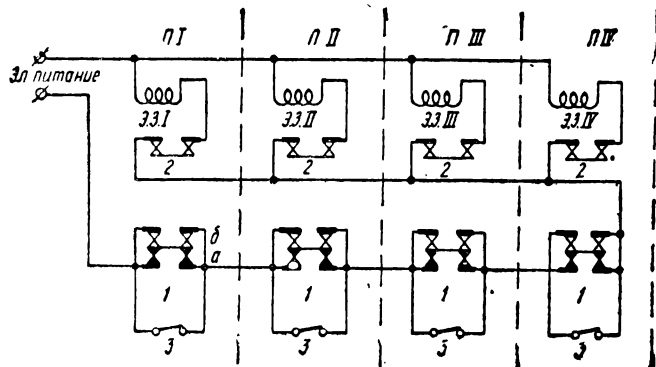 П I П II П III П IV
Эл питание
Э.З.I Э.З.II Э.З.III Э.З.IV
2 2 2 2
б
а
1 1 1 1
3 3 3 3